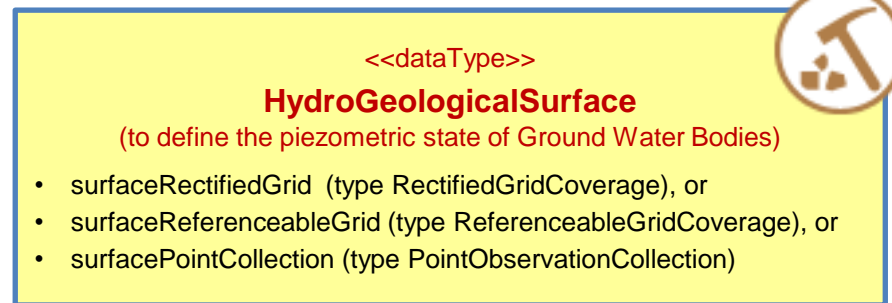 <<dataType>>
HydroGeologicalSurface
(to define the piezometric state of Ground Water Bodies)
• surfaceRectifiedGrid (type RectifiedGridCoverage), or
• surfaceReferenceableGrid (type ReferenceableGridCoverage), or
• surfacePointCollection (type PointObservationCollection)